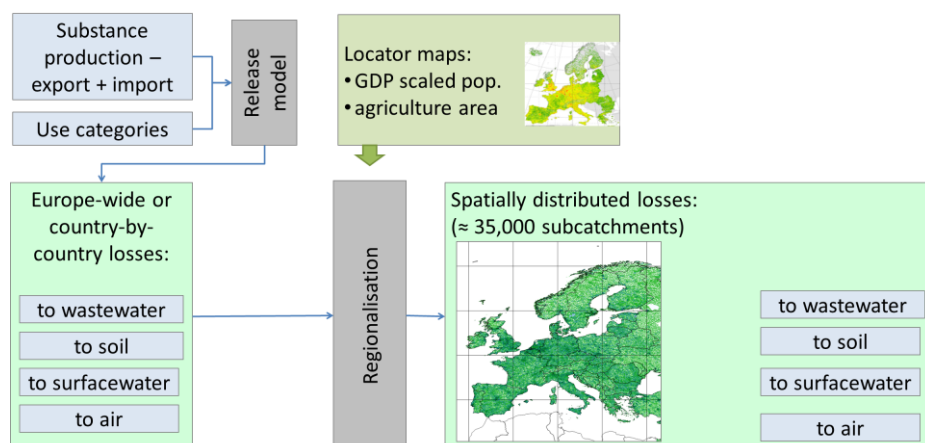 Substance
production –
export + import
Use categories
Release
model
Locator maps:
• GDP scaled pop.
• agriculture area
Europe-wide or
country-by-
country losses:
to wastewater
to soil
to surfacewater
to air
Regionalisation
Spatially distributed losses:
(≈ 35,000 subcatchments)
to wastewater
to soil
to surfacewater
to air